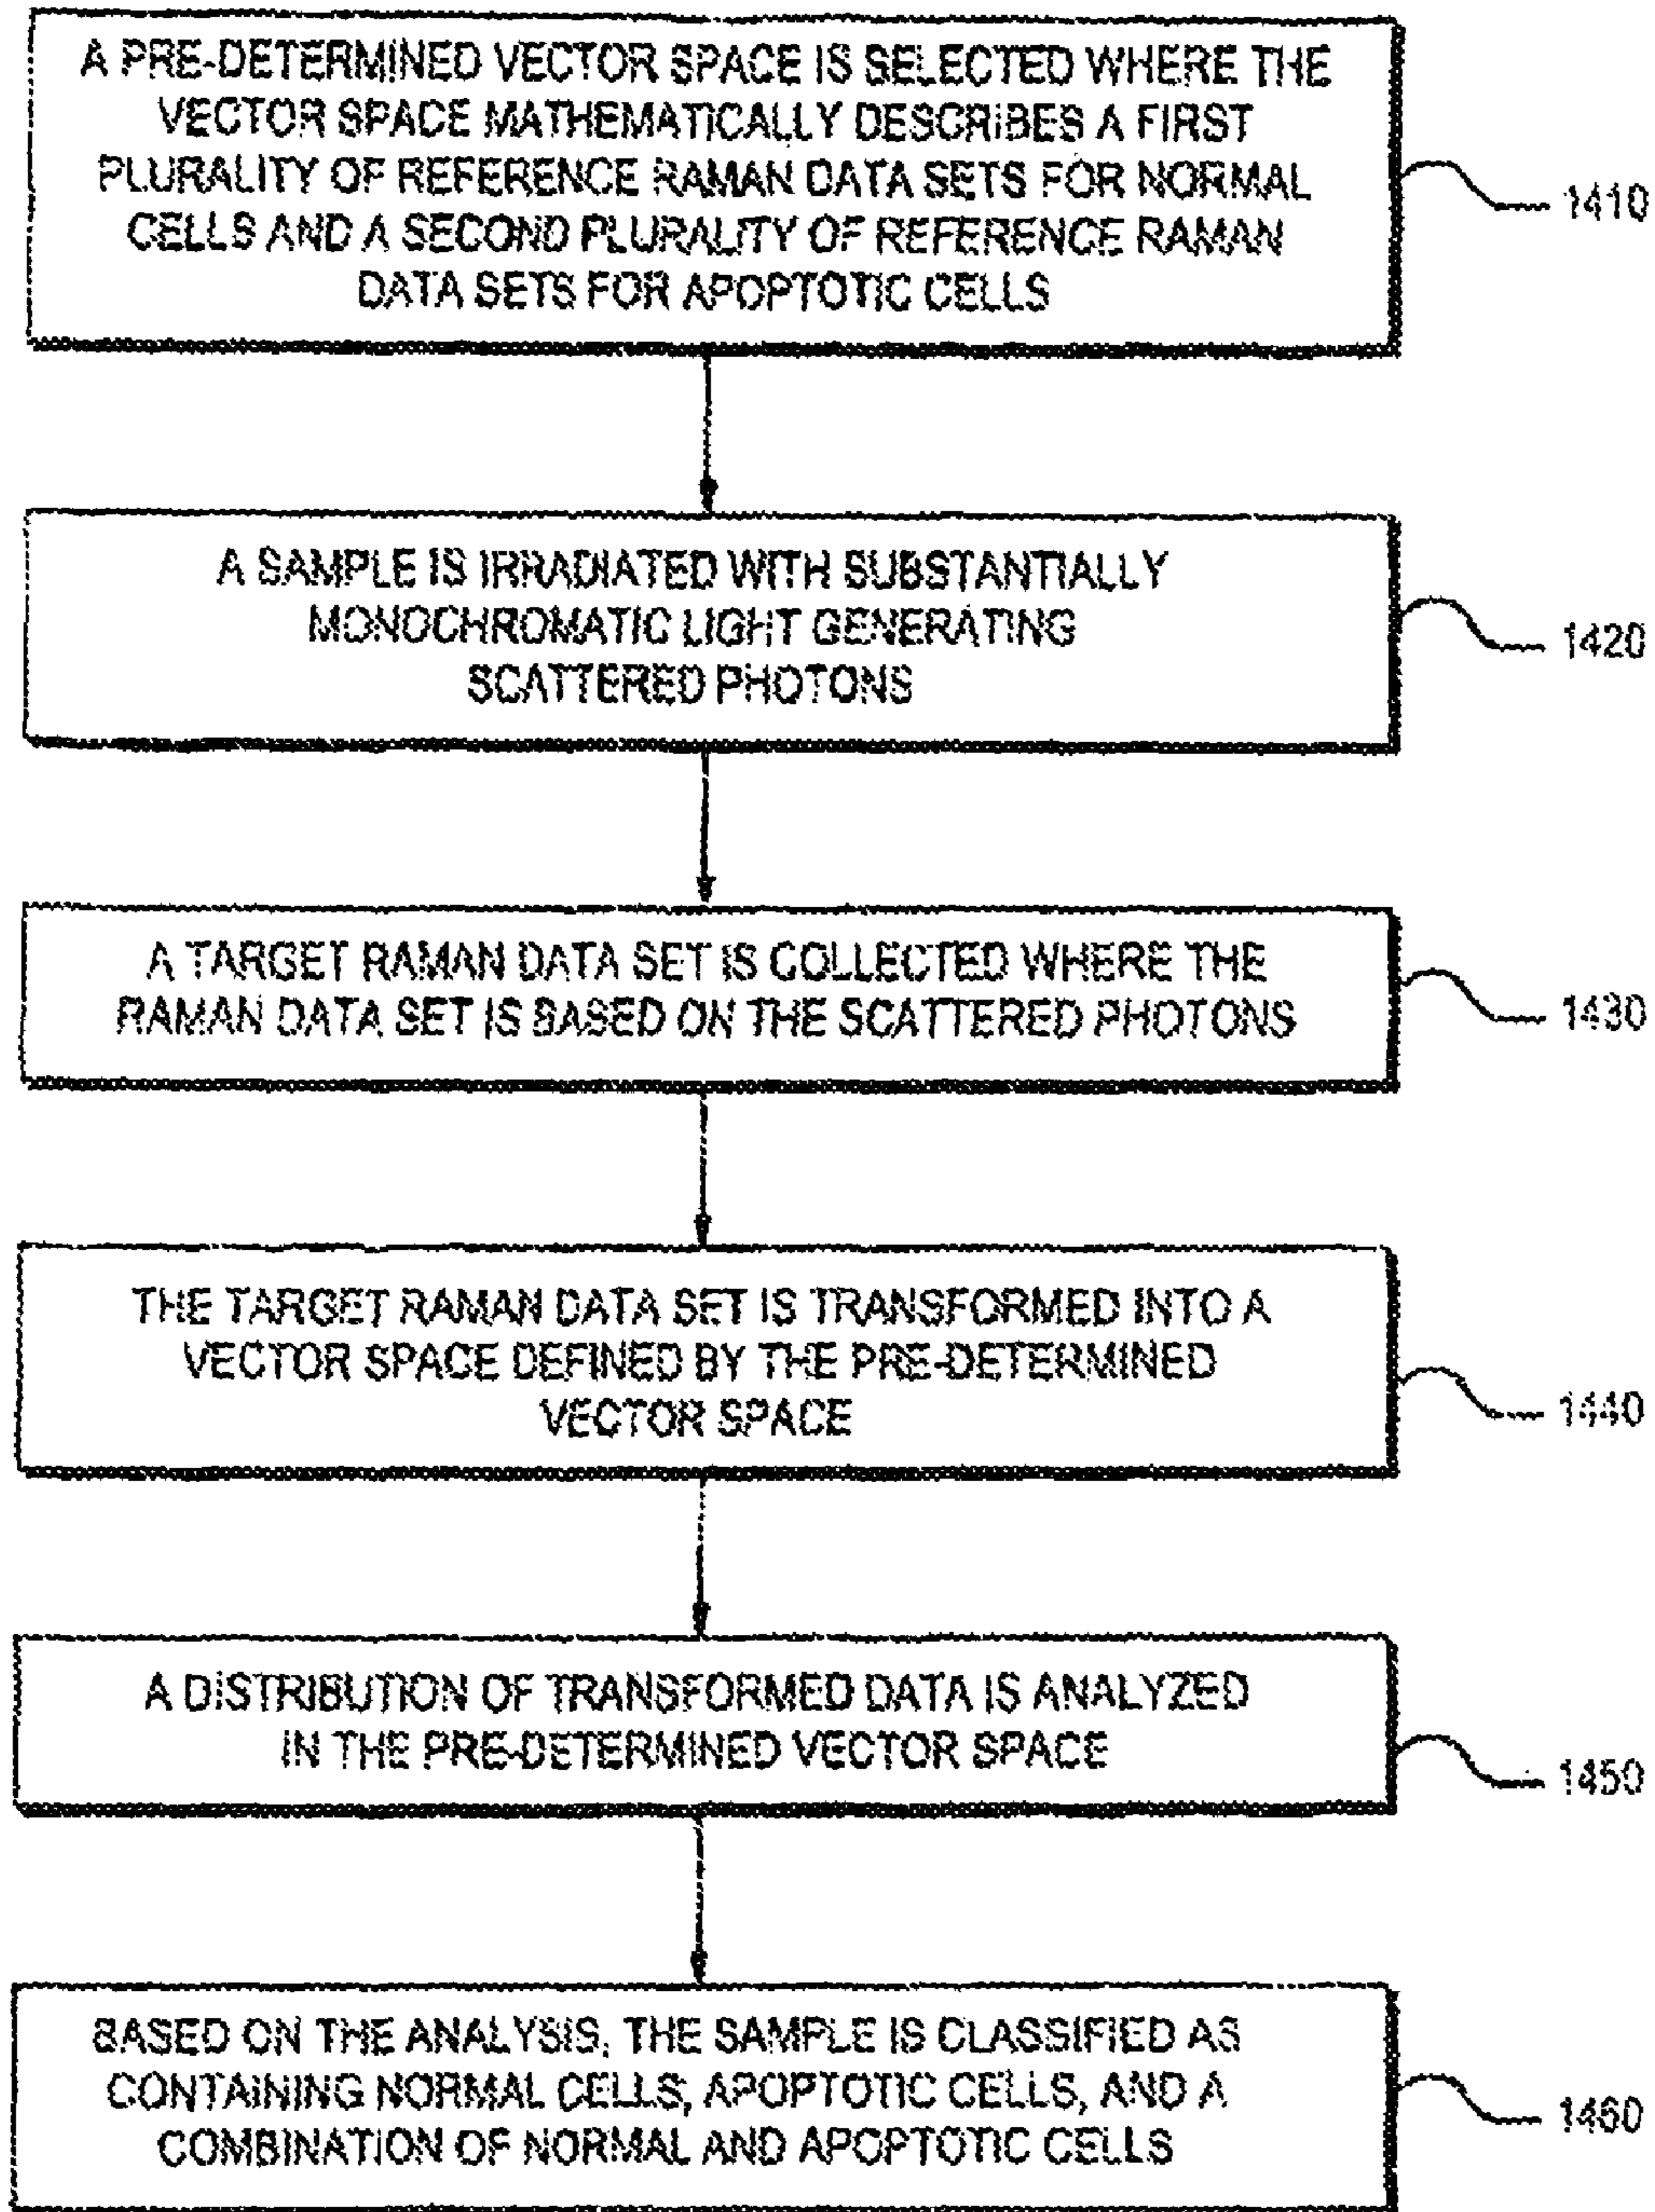 A PRE-DETERMINED VECTOR SPACE IS SELECTED WHERE THE
VECTOR SPACE MATHEMATICALLY DESCRIBES A FIRST
PLURALITY OF REFERENCE RAMAN DATA SETS FOR NORMAL
CELLS AND A SECOND PLURALITY OF REFERENCE RAMAN
DATA SETS FOR APOPTOTIC CELLS
1410
A SAMPLE IS IRRADIATED WITH SUBSTANTIALLY
MONOCHROMATIC LIGHT GENERATING
SCATTERED PHOTONS
1420
A TARGET RAMAN DATA SET IS COLLECTED WHERE THE
RAMAN DATA SET IS BASED ON THE SCATTERED PHOTONS
1430
THE TARGET RAMAN DATA SET IS TRANSFORMED INTO A
VECTOR SPACE DEFINED BY THE PRE-DETERMINED
VECTOR SPACE
1440
A DISTRIBUTION OF TRANSFORMED DATA IS ANALYZED
IN THE PRE-DETERMINED VECTOR SPACE
1450
BASED ON THE ANALYSIS, THE SAMPLE IS CLASSIFIED AS
CONTAINING NORMAL CELLS, APOPTOTIC CELLS, AND A
COMBINATION OF NORMAL AND APOPTOTIC CELLS
1460